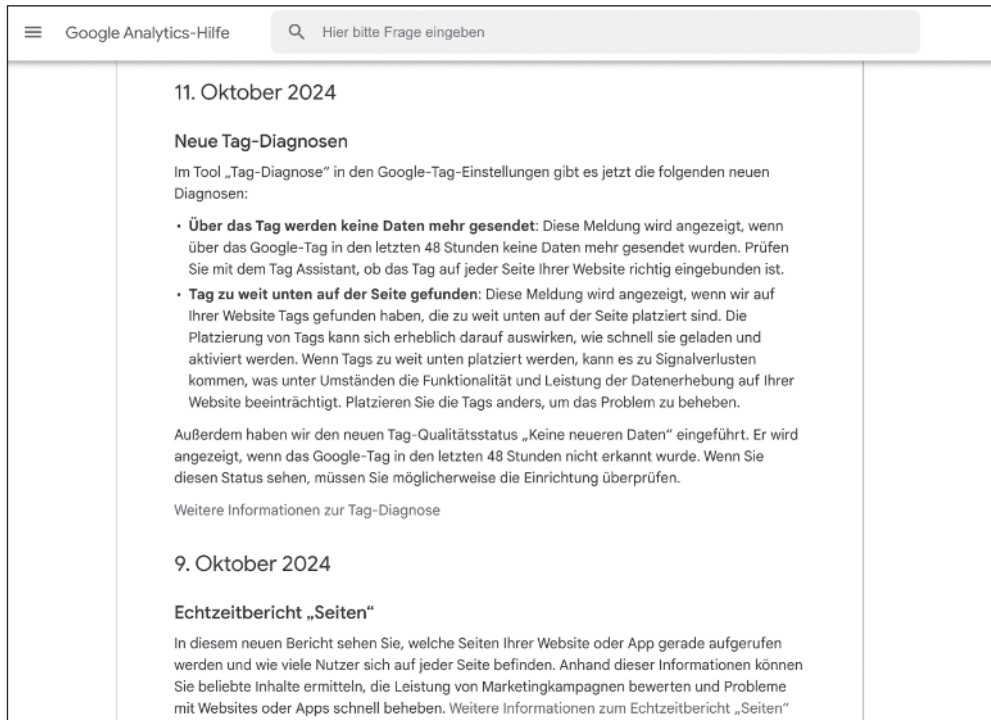 Google Analytics-Hilfe
Hier bitte Frage eingeben
11. Oktober 2024
Neue Tag-Diagnosen
Im Tool „Tag-Diagnose“ in den Google-Tag-Einstellungen gibt es jetzt die folgenden neuen
Diagnosen:
• Über das Tag werden keine Daten mehr gesendet: Diese Meldung wird angezeigt, wenn
über das Google-Tag in den letzten 48 Stunden keine Daten mehr gesendet wurden. Prüfen
Sie mit dem Tag Assistant, ob das Tag auf jeder Seite Ihrer Website richtig eingebunden ist.
• Tag zu weit unten auf der Seite gefunden: Diese Meldung wird angezeigt, wenn wir auf
Ihrer Website Tags gefunden haben, die zu weit unten auf der Seite platziert sind. Die
Platzierung von Tags kann sich erheblich darauf auswirken, wie schnell sie geladen und
aktiviert werden. Wenn Tags zu weit unten platziert werden, kann es zu Signalverlusten
kommen, was unter Umständen die Funktionalität und Leistung der Datenerhebung auf Ihrer
Website beeinträchtigt. Platzieren Sie die Tags anders, um das Problem zu beheben.
Außerdem haben wir den neuen Tag-Qualitätsstatus „Keine neueren Daten“ eingeführt. Er wird
angezeigt, wenn das Google-Tag in den letzten 48 Stunden nicht erkannt wurde. Wenn Sie
diesen Status sehen, müssen Sie möglicherweise die Einrichtung überprüfen.
Weitere Informationen zur Tag-Diagnose
9. Oktober 2024
Echtzeitbericht „Seiten“
In diesem neuen Bericht sehen Sie, welche Seiten Ihrer Website oder App gerade aufgerufen
werden und wie viele Nutzer sich auf jeder Seite befinden. Anhand dieser Informationen können
Sie beliebte Inhalte ermitteln, die Leistung von Marketingkampagnen bewerten und Probleme
mit Websites oder Apps schnell beheben. Weitere Informationen zum Echtzeitbericht „Seiten“